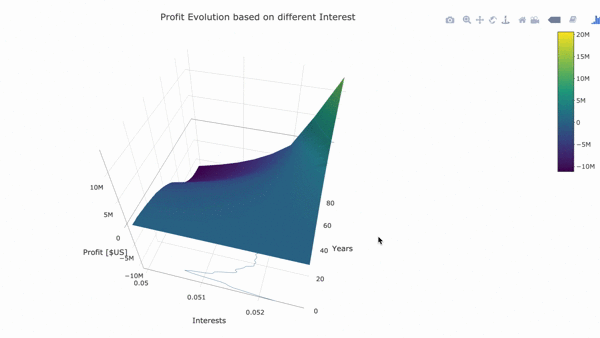 Profit Evolution based on different Interest
20M
15M
10M
5M
0
−5M
−10M
10M
5M
0
−5M
−10M
Profit [$US]
0.05
0.051
0.052
Interests
80
60
40
20
0
Years